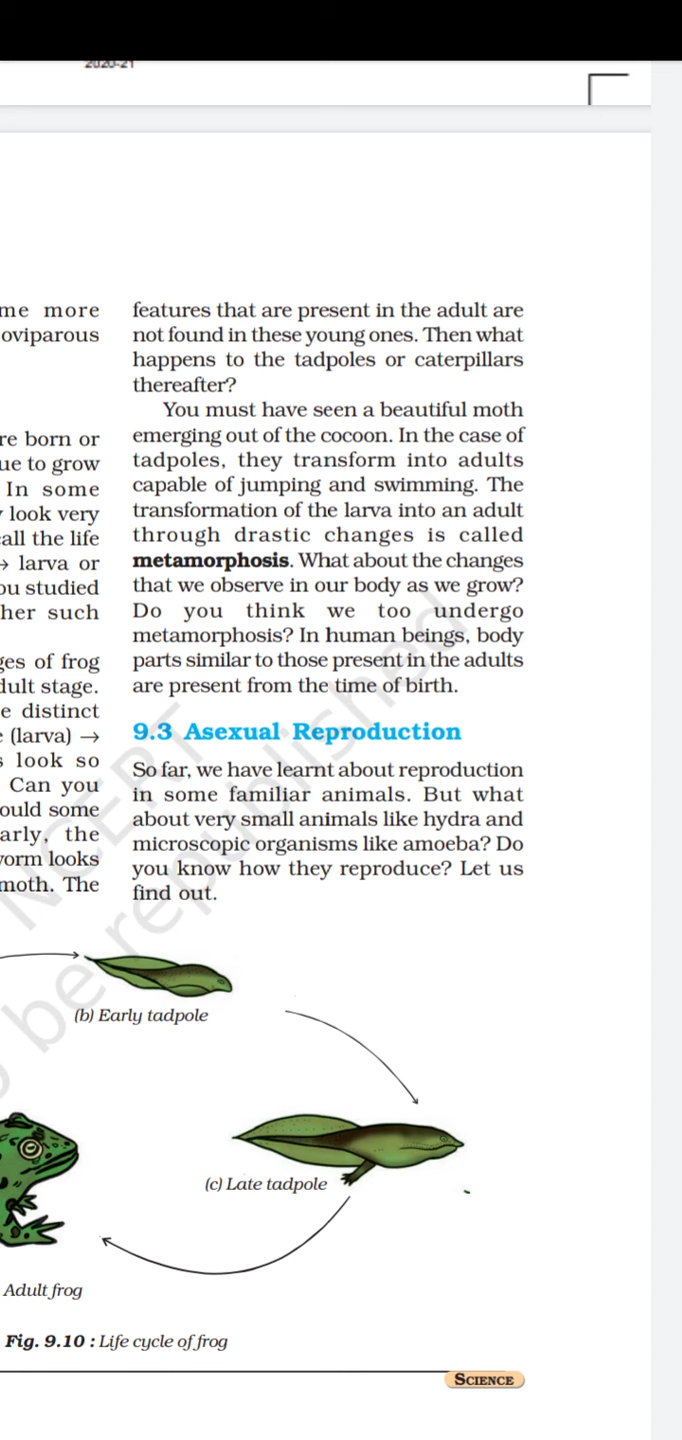 2020-21
me more
oviparous
re born or
ue to grow
In some
look very
all the life
→ larva or
ou studied
her such
ges of frog
dult stage.
e distinct
(larva) →
s look so
Can you
ould some
arly, the
orm looks
moth. The
features that are present in the adult are
not found in these young ones. Then what
happens to the tadpoles or caterpillars
thereafter?
You must have seen a beautiful moth
emerging out of the cocoon. In the case of
tadpoles, they transform into adults
capable of jumping and swimming. The
transformation of the larva into an adult
through drastic changes is called
metamorphosis. What about the changes
that we observe in our body as we grow?
Do you think we too undergo
metamorphosis? In human beings, body
parts similar to those present in the adults
are present from the time of birth.
9.3 Asexual Reproduction
So far, we have learnt about reproduction
in some familiar animals. But what
about very small animals like hydra and
microscopic organisms like amoeba? Do
you know how they reproduce? Let us
find out.
NCERT
be republished
(b) Early tadpole
(c) Late tadpole
Adult frog
Fig. 9.10 : Life cycle of frog
SCIENCE